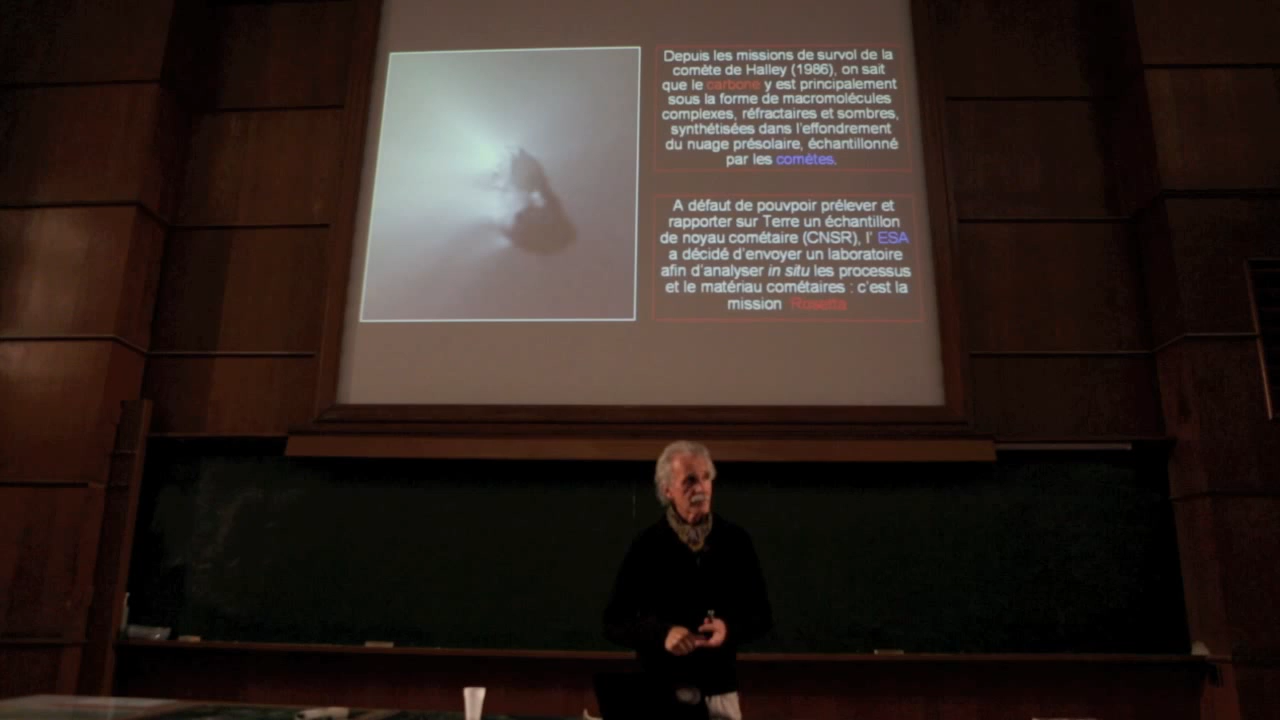 Depuis les missions de survol de la
comète de Halley (1986), on sait
que le carbone y est principalement
sous la forme de macromolécules
complexes, réfractaires et sombres,
synthétisées dans l'effondrement
du nuage présolaire, échantillonné
par les comètes.
A défaut de pouvpoir prélever et
rapporter sur Terre un échantillon
de noyau cométaire (CNSR), l' ESA
a décidé d'envoyer un laboratoire
afin d'analyser in situ les processus
et le matériau cométaires : c'est la
mission Rosetta